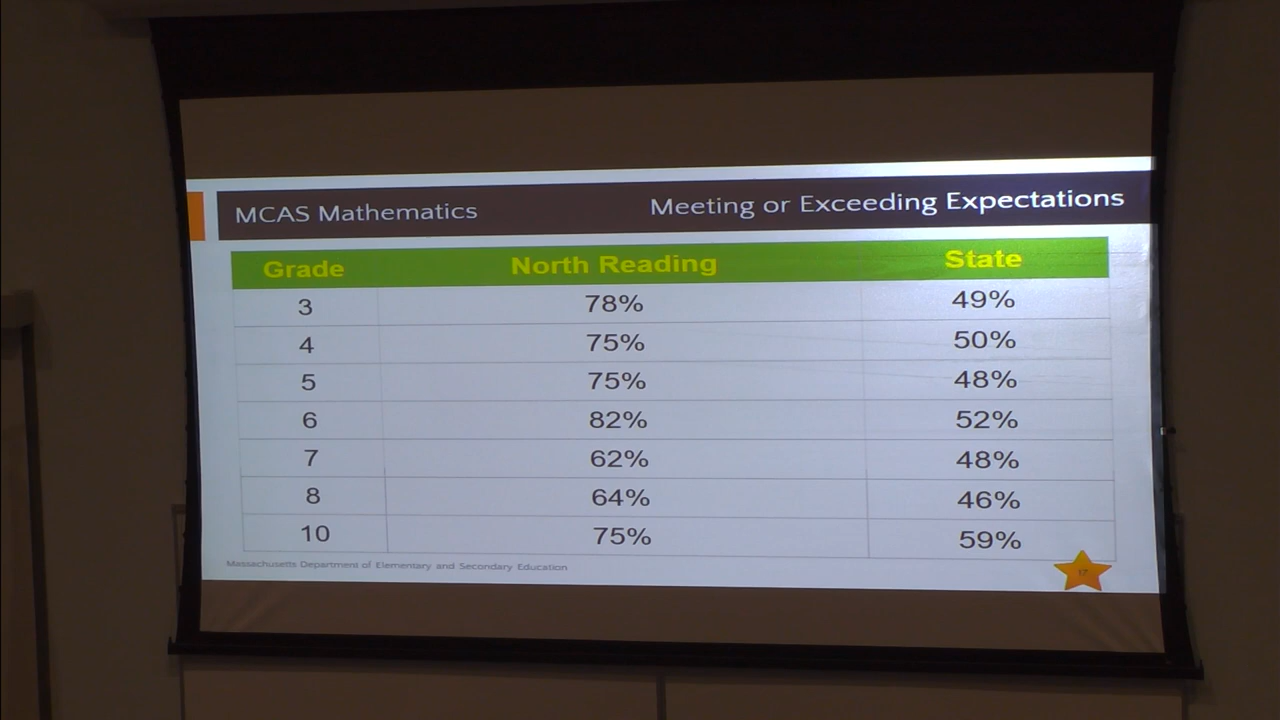 MCAS Mathematics Meeting or Exceeding Expectations
Grade North Reading State
3 78% 49%
4 75% 50%
5 75% 48%
6 82% 52%
7 62% 48%
8 64% 46%
10 75% 59%
Massachusetts Department of Elementary and Secondary Education
17